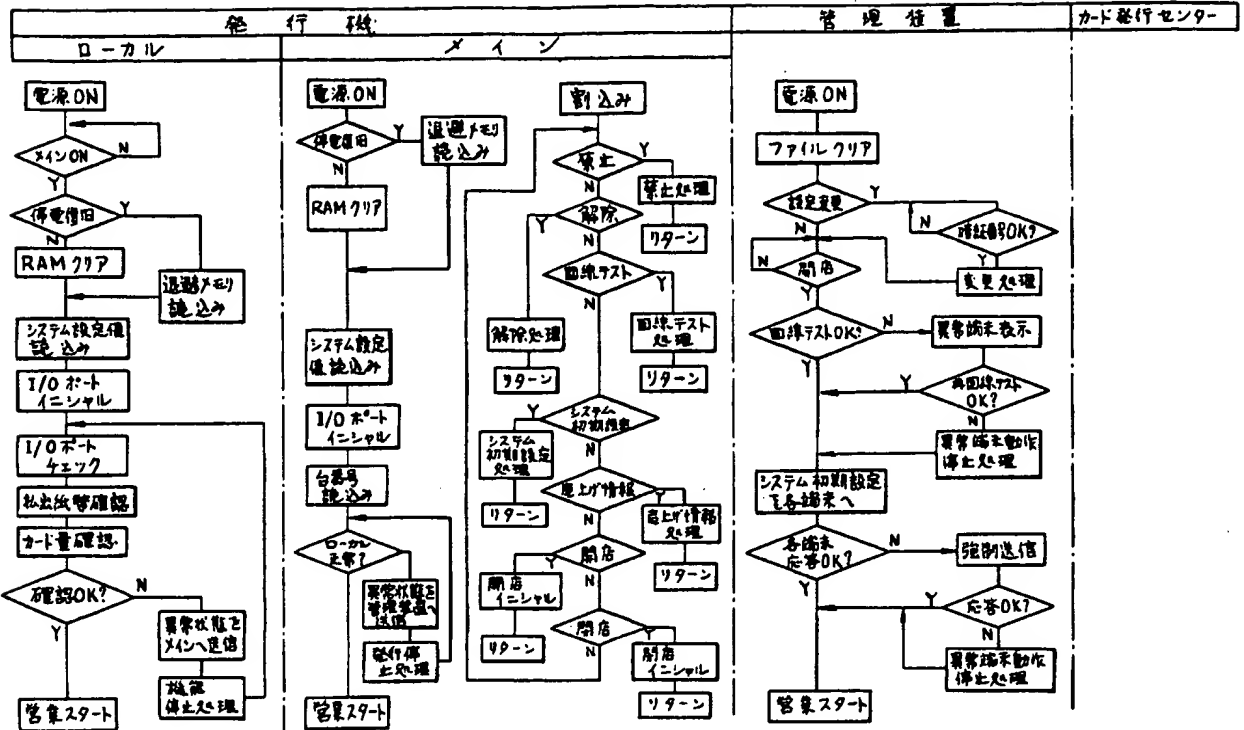 発行機
管理装置
カード発行センター
ローカル
メイン
電源ON
メインON
N
Y
停電復旧
Y
N
RAMクリア
退避メモリ
読込み
システム設定値
読込み
I/Oポート
イニシャル
I/Oポート
チェック
払出紙幣確認
カード量確認
確認OK?
N
Y
異常状態を
メインへ送信
機能
停止処理
営業スタート
電源ON
停電復旧
Y
N
退避メモリ
読込み
RAMクリア
システム設定
値読込み
I/Oポート
イニシャル
台番号
読込み
ローカル
正常?
Y
異常状態を
管理装置へ
送信
発行停
止処理
営業スタート
割込み
禁止
Y
N
禁止処理
リターン
解除
Y
N
回線テスト
Y
N
解除処理
リターン
回線テスト
処理
リターン
システム
初期設定
Y
N
システム
初期設定
処理
リターン
売上げ情報
Y
N
売上げ情報
処理
リターン
開店
Y
N
開店
イニシャル
リターン
閉店
Y
N
閉店
イニシャル
リターン
電源ON
ファイルクリア
設定変更
Y
N
暗証番号OK?
N
Y
変更処理
開店
N
Y
回線テストOK?
N
Y
異常端末表示
再回線テスト
OK?
Y
N
異常端末動作
停止処理
システム初期設定
を各端末へ
各端末
応答OK?
N
Y
強制送信
応答OK?
Y
N
異常端末動作
停止処理
営業スタート